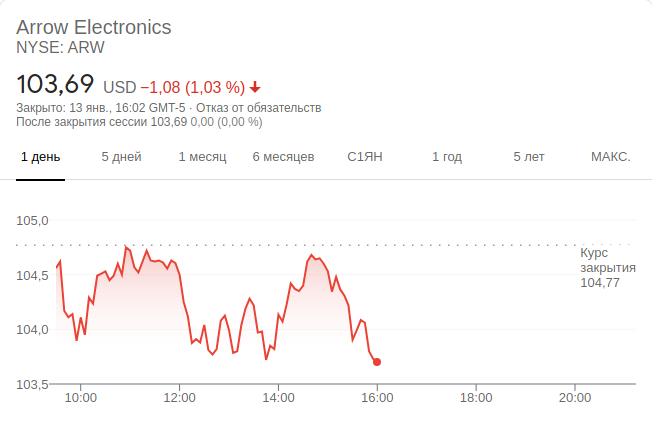 Arrow Electronics
NYSE: ARW
103,69 USD −1,08 (1,03 %)
Закрыто: 13 янв., 16:02 GMT-5 · Отказ от обязательств
После закрытия сессии 103,69 0,00 (0,00 %)
1 день 5 дней 1 месяц 6 месяцев С1ЯН 1 год 5 лет МАКС.
105,0
Курс
закрытия
104,77
104,5
104,0
103,5
10:00 12:00 14:00 16:00 18:00 20:00